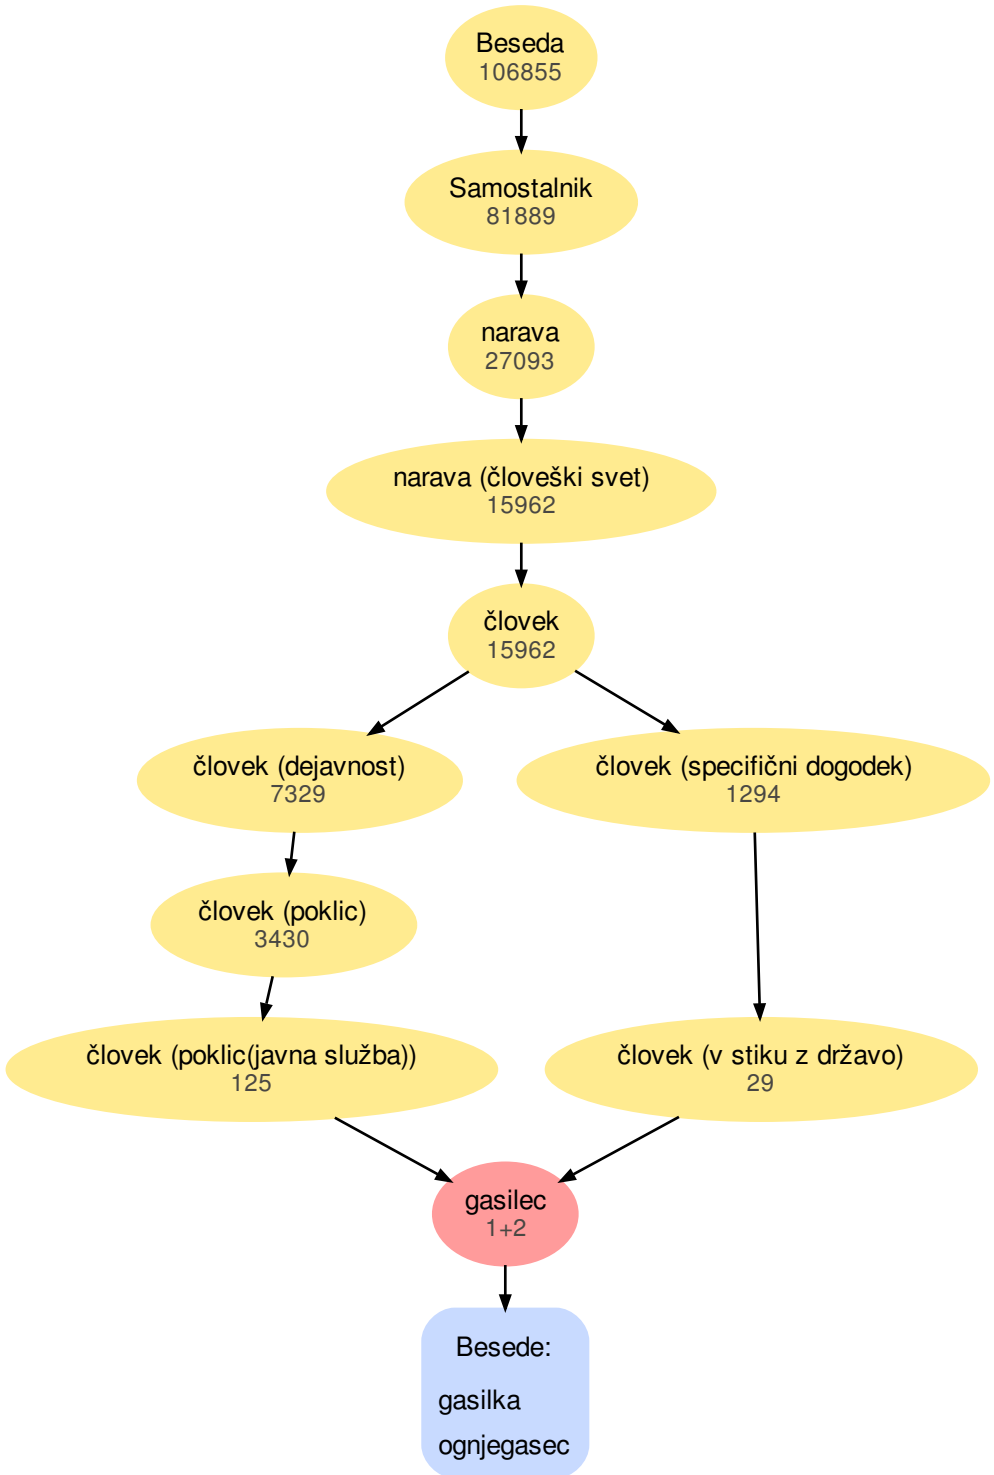 Beseda
106855
Samostalnik
81889
narava
27093
narava (človeški svet)
15962
človek
15962
človek (dejavnost)
7329
človek (specifični dogodek)
1294
človek (poklic)
3430
človek (poklic(javna služba))
125
človek (v stiku z državo)
29
gasilec
1+2
Besede:
gasilka
ognjegasec